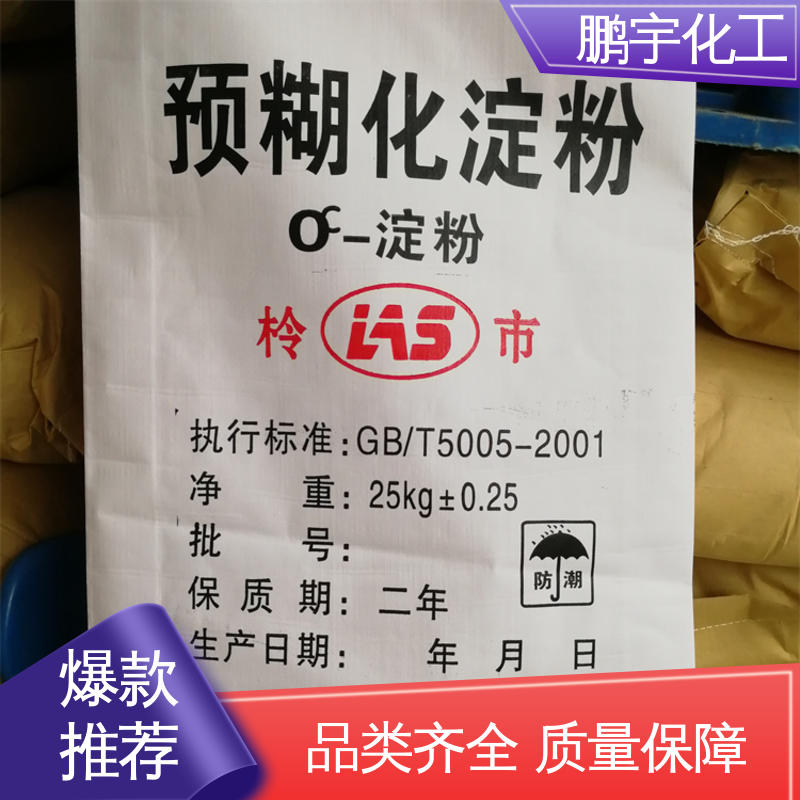 鹏宇化工
预糊化淀粉
α-淀粉
柃 LAS 市
执行标准:GB/T5005-2001
净 重:25kg±0.25
批 号:
防潮
保质期:二年
生产日期: 年 月 日
爆款
推荐
品类齐全 质量保障